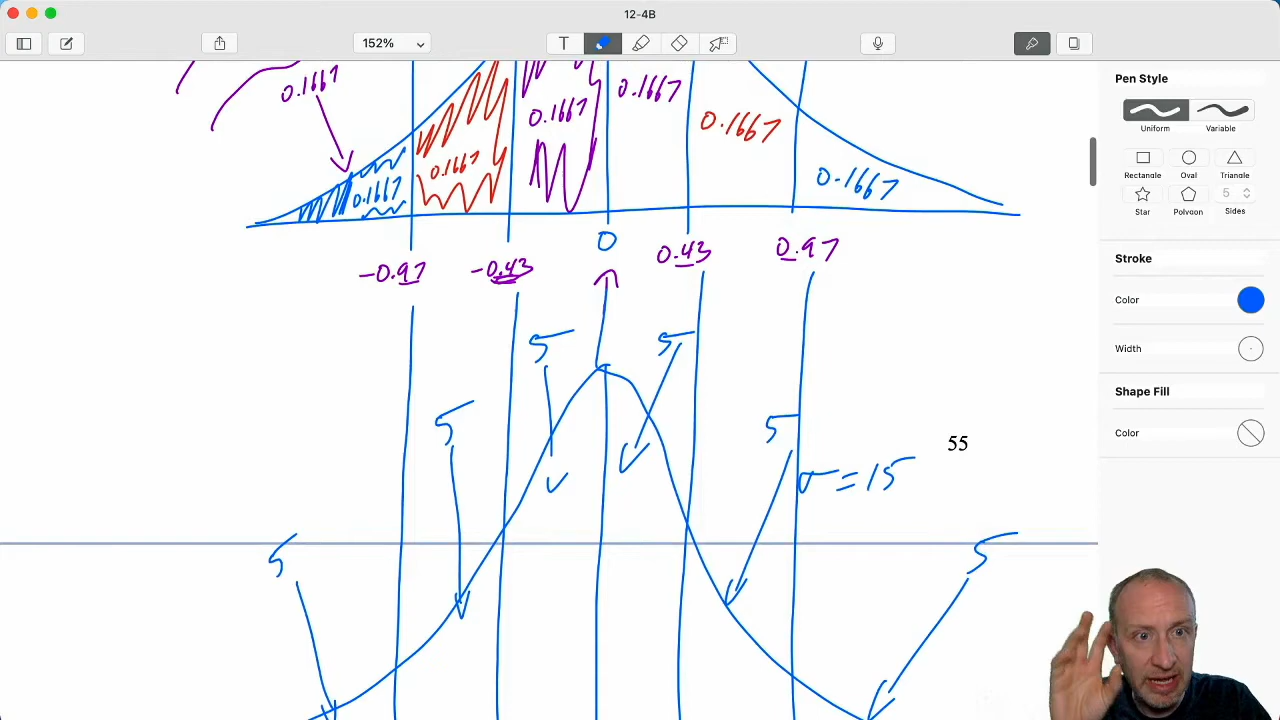 12-4B
152%
T
Pen Style
Uniform Variable
Rectangle Oval Triangle
5
Star Polygon Sides
Stroke
Color
Width
Shape Fill
Color
0.1667
0.1667 0.1667
0.1667
0.1667
0.1667
0.1667
-0.97 -0.43 0 0.43 0.97
5 5
5 5
55
σ = 15
5 5